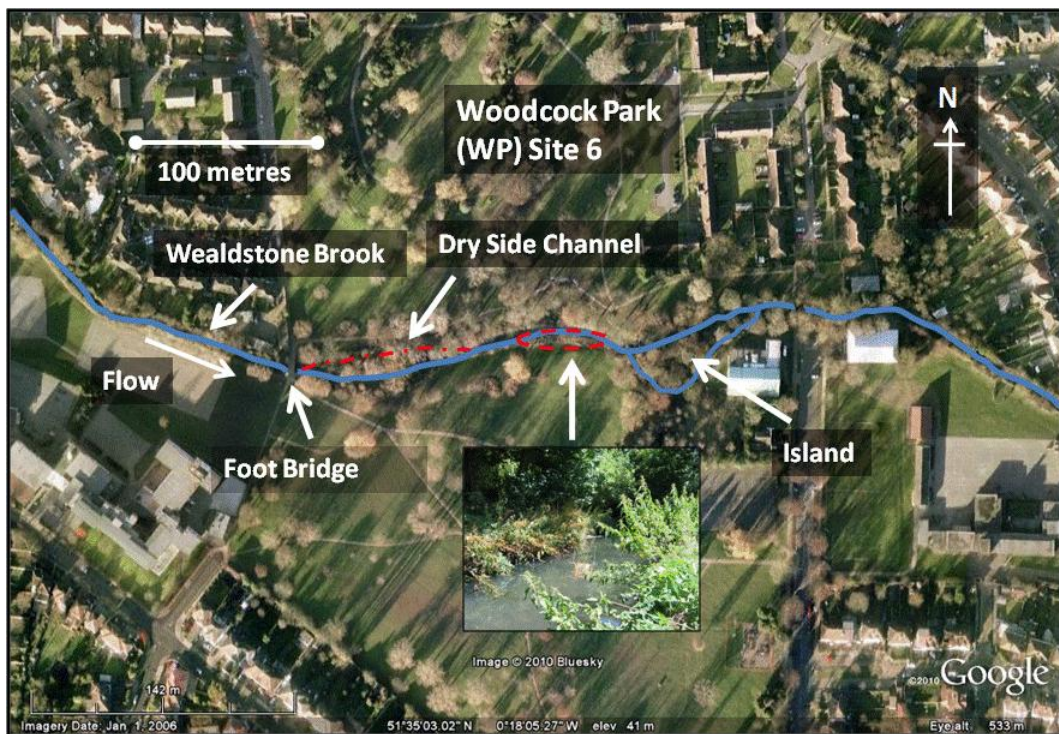 Woodcock Park
(WP) Site 6
N
100 metres
Wealdstone Brook
Dry Side Channel
Flow
Foot Bridge
Island
Image © 2010 Bluesky
©2010 Google
142 m
Imagery Date: Jan 1, 2006
51°35'03.02" N 0°18'05.27" W elev 41 m
Eye alt 533 m